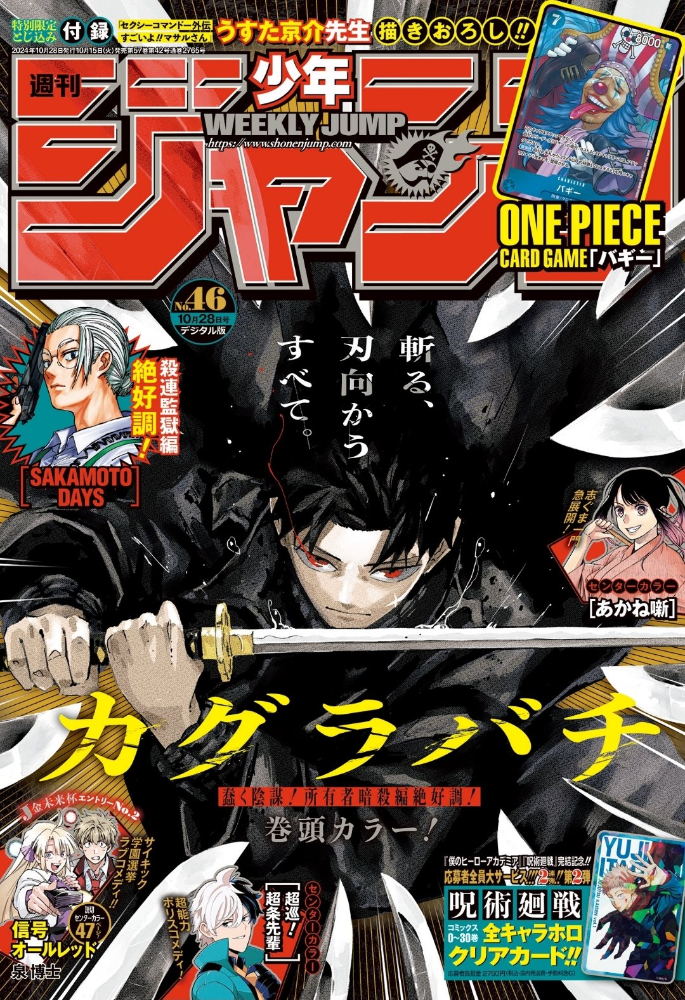 特別限定
とじ込み
付録
「セクシーコマンドー外伝
すごいよ!!マサルさん」
うすた京介先生
描きおろし!!
2024年10月28日発行10月15日(火)発売第57巻第42号通巻2765号
週刊
少年
ジャンプ
WEEKLY JUMP
https://www.shonenjump.com
7
8000
斬
CHARACTER
バギー
ONE PIECE
CARD GAME「バギー」
No.46
10月28日号
デジタル版
斬る、
刃向かう
すべて。
殺連監獄編
絶好調!
[SAKAMOTO
DAYS]
志ぐま一門
急展開!
センターカラー
[あかね噺]
カグラバチ
蠢く陰謀!所有者暗殺編絶好調!
巻頭カラー!
J金未来杯エントリーNo.2
サイキック
学園選挙
ラブコメディ!!
読切
センターカラー
47ページ!
信号
オールレッド
泉 博士
超能力
ポリスコメディ!
センターカラー
[超巡!
超条先輩]
『僕のヒーローアカデミア』『呪術廻戦』完結記念!!
応募者全員大サービス!!!2連弾!!第2弾
呪術廻戦
コミックス
0~30巻
全キャラホロ
クリアカード!!
応募者負担金 2750円(税込・国内発送費・手数料含む)
YUJI
ITADORI
JUJUTSU KAISEN VOL.1